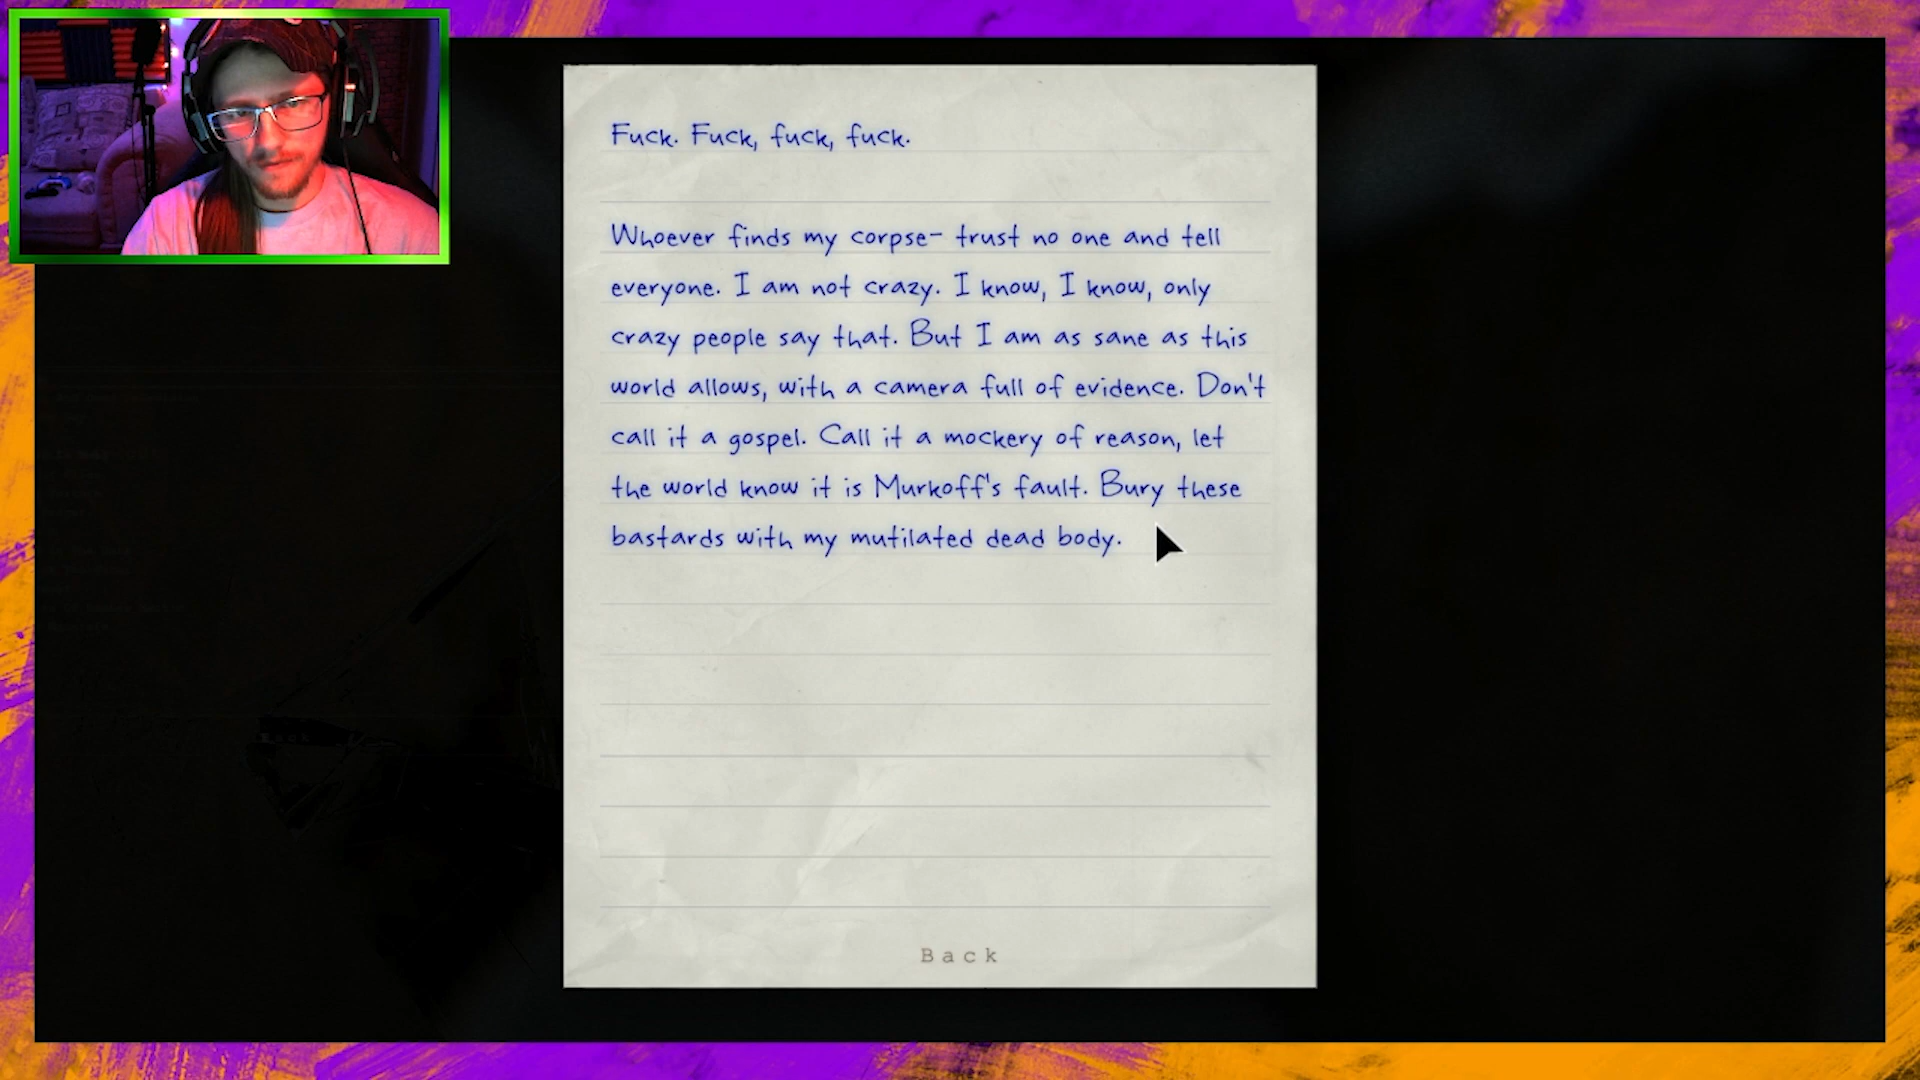 Fuck. Fuck, fuck, fuck.
Whoever finds my corpse- trust no one and tell
everyone. I am not crazy. I know, I know, only
crazy people say that. But I am as sane as this
world allows, with a camera full of evidence. Don't
call it a gospel. Call it a mockery of reason, let
the world know it is Murkoff's fault. Bury these
bastards with my mutilated dead body.
Back